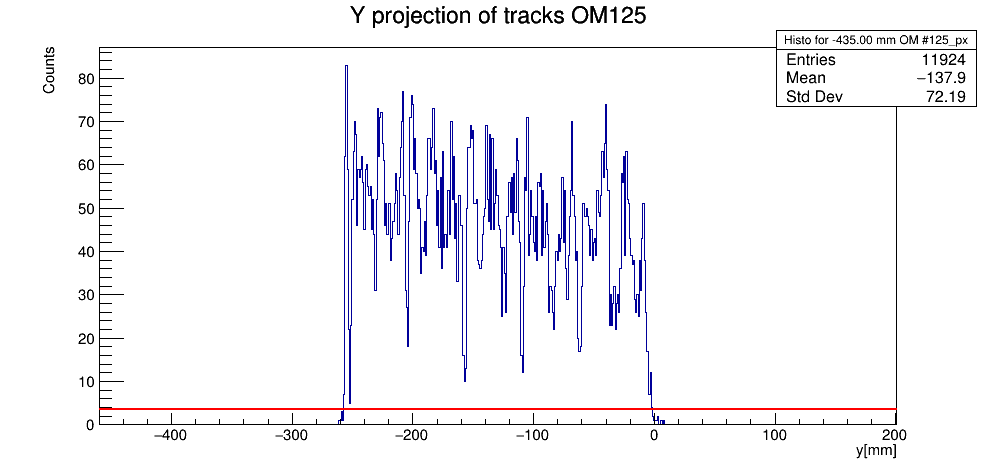 Y projection of tracks OM125
Histo for -435.00 mm OM #125_px
Entries 11924
Mean −137.9
Std Dev 72.19
Counts
80
70
60
50
40
30
20
10
0
−400 −300 −200 −100 0 100 200
y[mm]